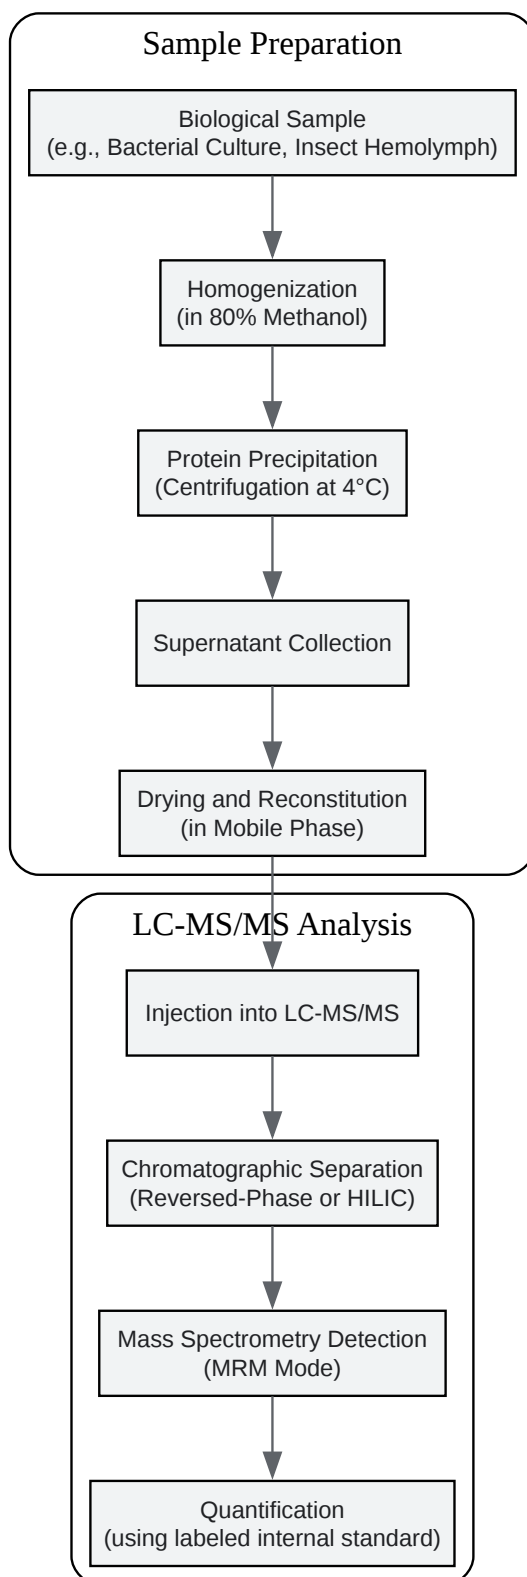 Sample Preparation
Biological Sample
(e.g., Bacterial Culture, Insect Hemolymph)
Homogenization
(in 80% Methanol)
Protein Precipitation
(Centrifugation at 4°C)
Supernatant Collection
Drying and Reconstitution
(in Mobile Phase)
LC-MS/MS Analysis
Injection into LC-MS/MS
Chromatographic Separation
(Reversed-Phase or HILIC)
Mass Spectrometry Detection
(MRM Mode)
Quantification
(using labeled internal standard)